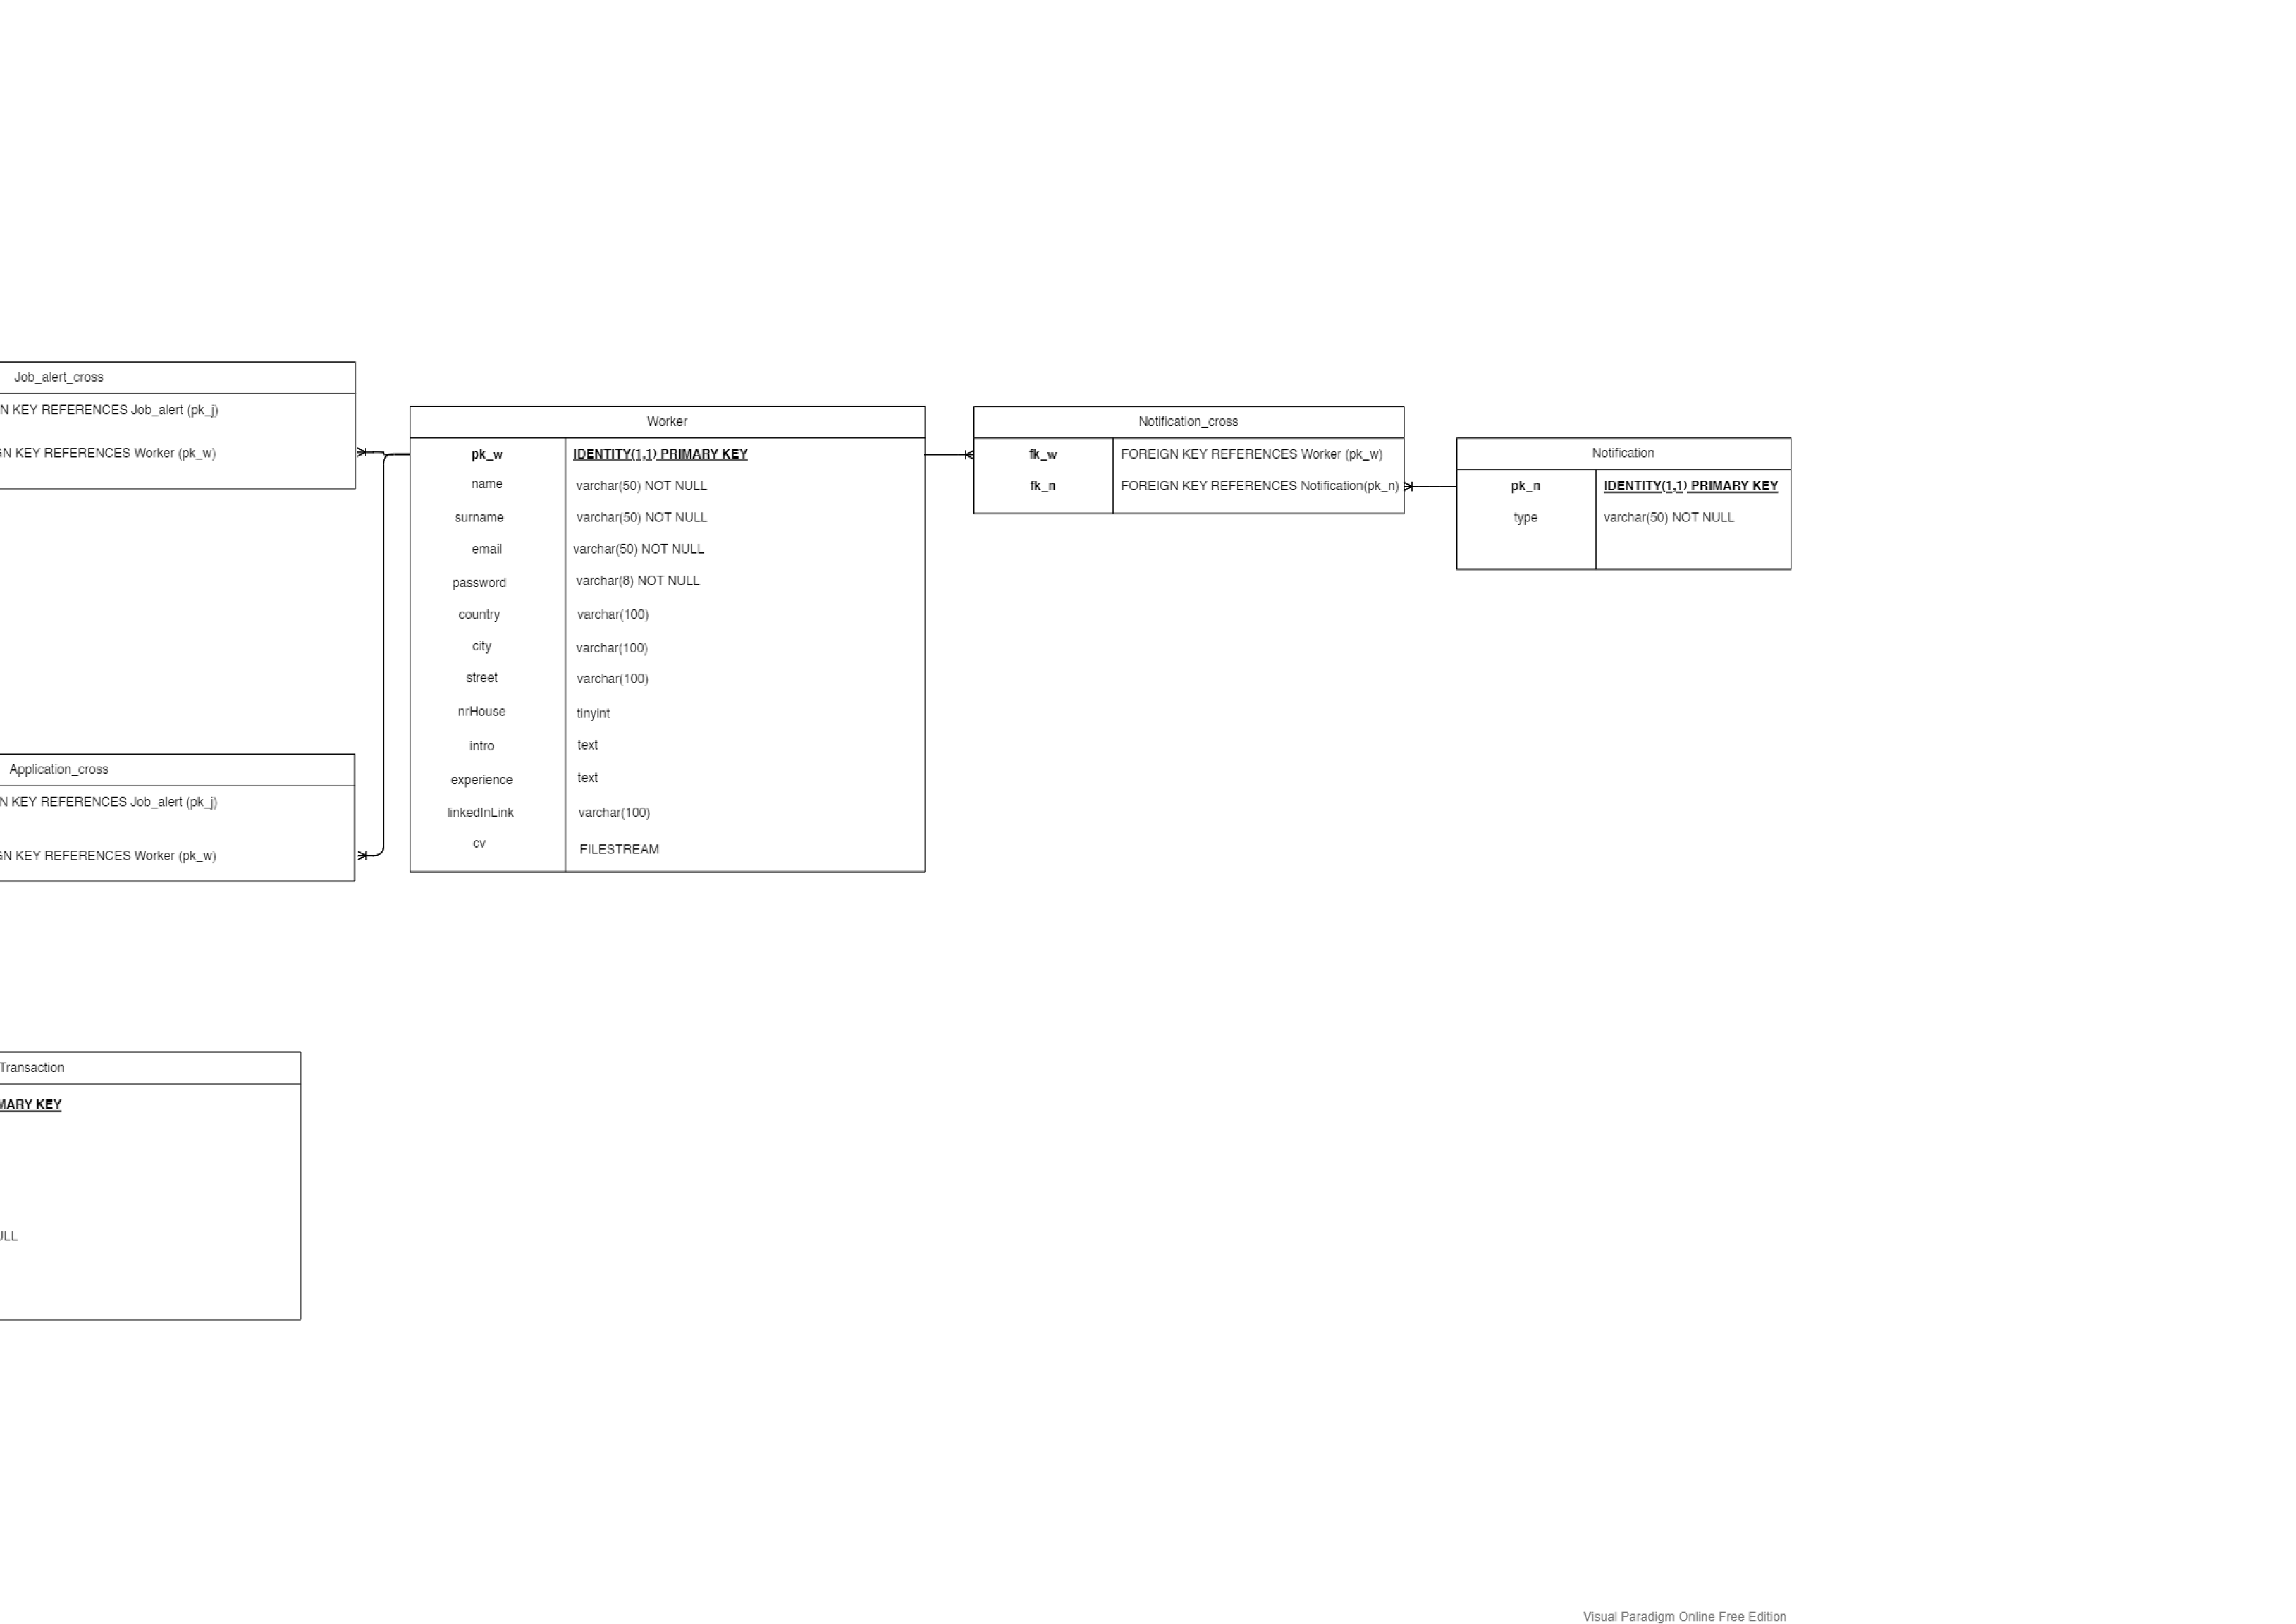 Job_alert_cross
KEY REFERENCES Job_alert (pk_j)
KEY REFERENCES Worker (pk_w)
Worker
pk_w IDENTITY(1,1) PRIMARY KEY
name varchar(50) NOT NULL
surname varchar(50) NOT NULL
email varchar(50) NOT NULL
password varchar(8) NOT NULL
country varchar(100)
city varchar(100)
street varchar(100)
nrHouse tinyint
intro text
experience text
linkedInLink varchar(100)
cv FILESTREAM
Notification_cross
fk_w FOREIGN KEY REFERENCES Worker (pk_w)
fk_n FOREIGN KEY REFERENCES Notification(pk_n)
Notification
pk_n IDENTITY(1,1) PRIMARY KEY
type varchar(50) NOT NULL
Application_cross
KEY REFERENCES Job_alert (pk_j)
KEY REFERENCES Worker (pk_w)
Transaction
KEY
Visual Paradigm Online Free Edition